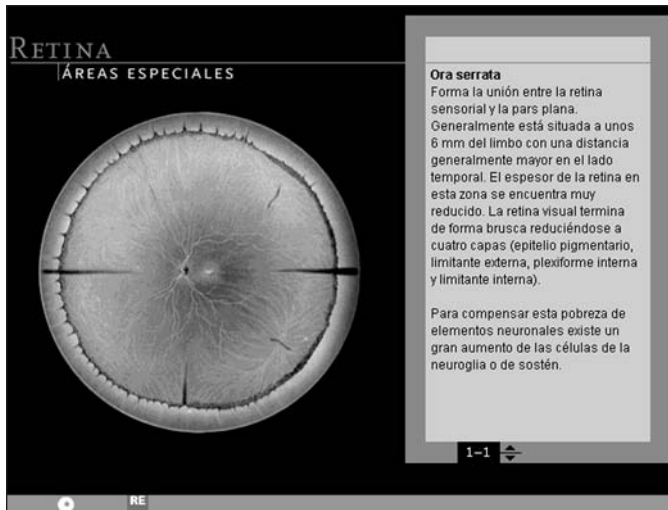 RETINA
ÁREAS ESPECIALES
Ora serrata
Forma la unión entre la retina
sensorial y la pars plana.
Generalmente está situada a unos
6 mm del limbo con una distancia
generalmente mayor en el lado
temporal. El espesor de la retina en
esta zona se encuentra muy
reducido. La retina visual termina
de forma brusca reduciéndose a
cuatro capas (epitelio pigmentario,
limitante externa, plexiforme interna
y limitante interna).
Para compensar esta pobreza de
elementos neuronales existe un
gran aumento de las células de la
neuroglia o de sostén.
1–1
RE